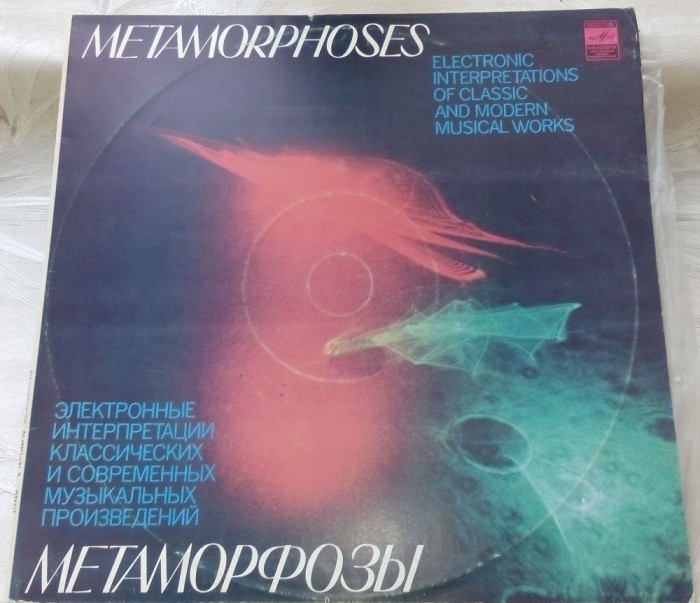 METAMORPHOSES
ELECTRONIC
INTERPRETATIONS
OF CLASSIC
AND MODERN
MUSICAL WORKS
ЭЛЕКТРОННЫЕ
ИНТЕРПРЕТАЦИИ
КЛАССИЧЕСКИХ
И СОВРЕМЕННЫХ
МУЗЫКАЛЬНЫХ
ПРОИЗВЕДЕНИЙ
МЕТАМОРФОЗЫ